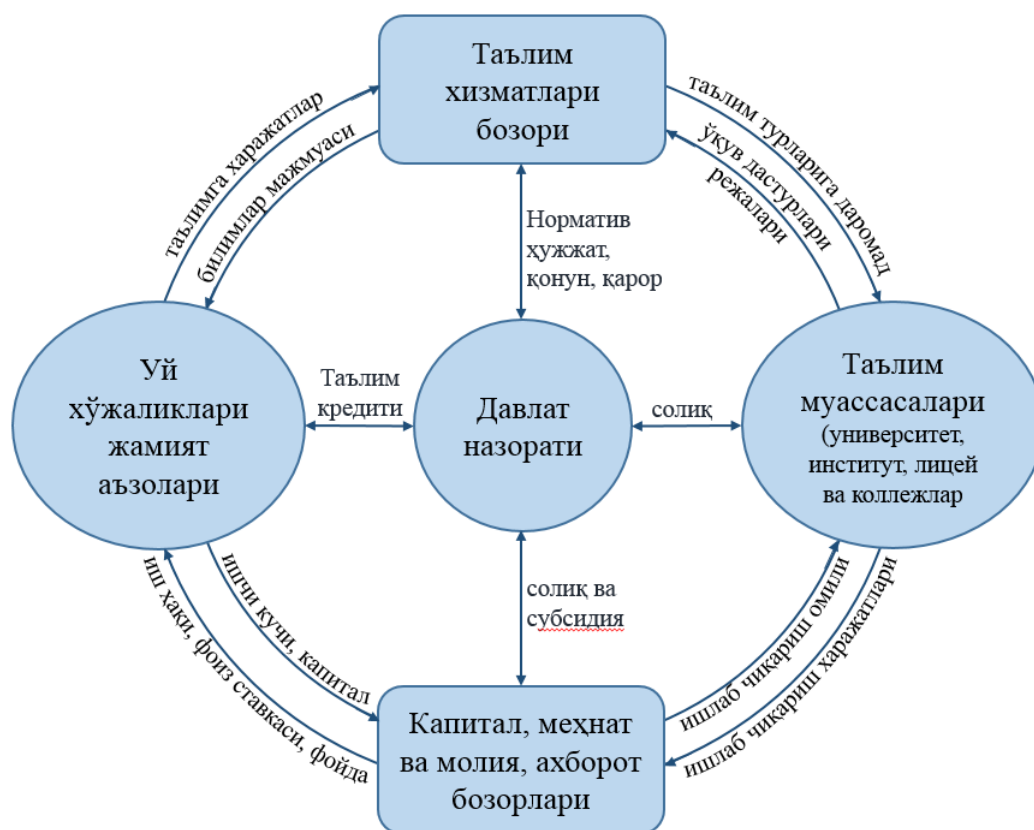 Таълим
хизматлари
бозори
таълимга харажатлар
билимлар мажмуаси
таълим турларига даромад
ўқув дастурлари
режалари
Норматив
ҳужжат,
қонун, қарор
Уй
хўжаликлари
жамият
аъзолари
Таълим
кредити
Давлат
назорати
солиқ
Таълим
муассасалари
(университет,
институт, лицей
ва коллежлар
иш ҳаки, фоиз ставкаси, фойда
ишчи кучи, капитал
солиқ ва
субсидия
ишлаб чиқариш омили
ишлаб чиқариш харажатлари
Капитал, меҳнат
ва молия, ахборот
бозорлари